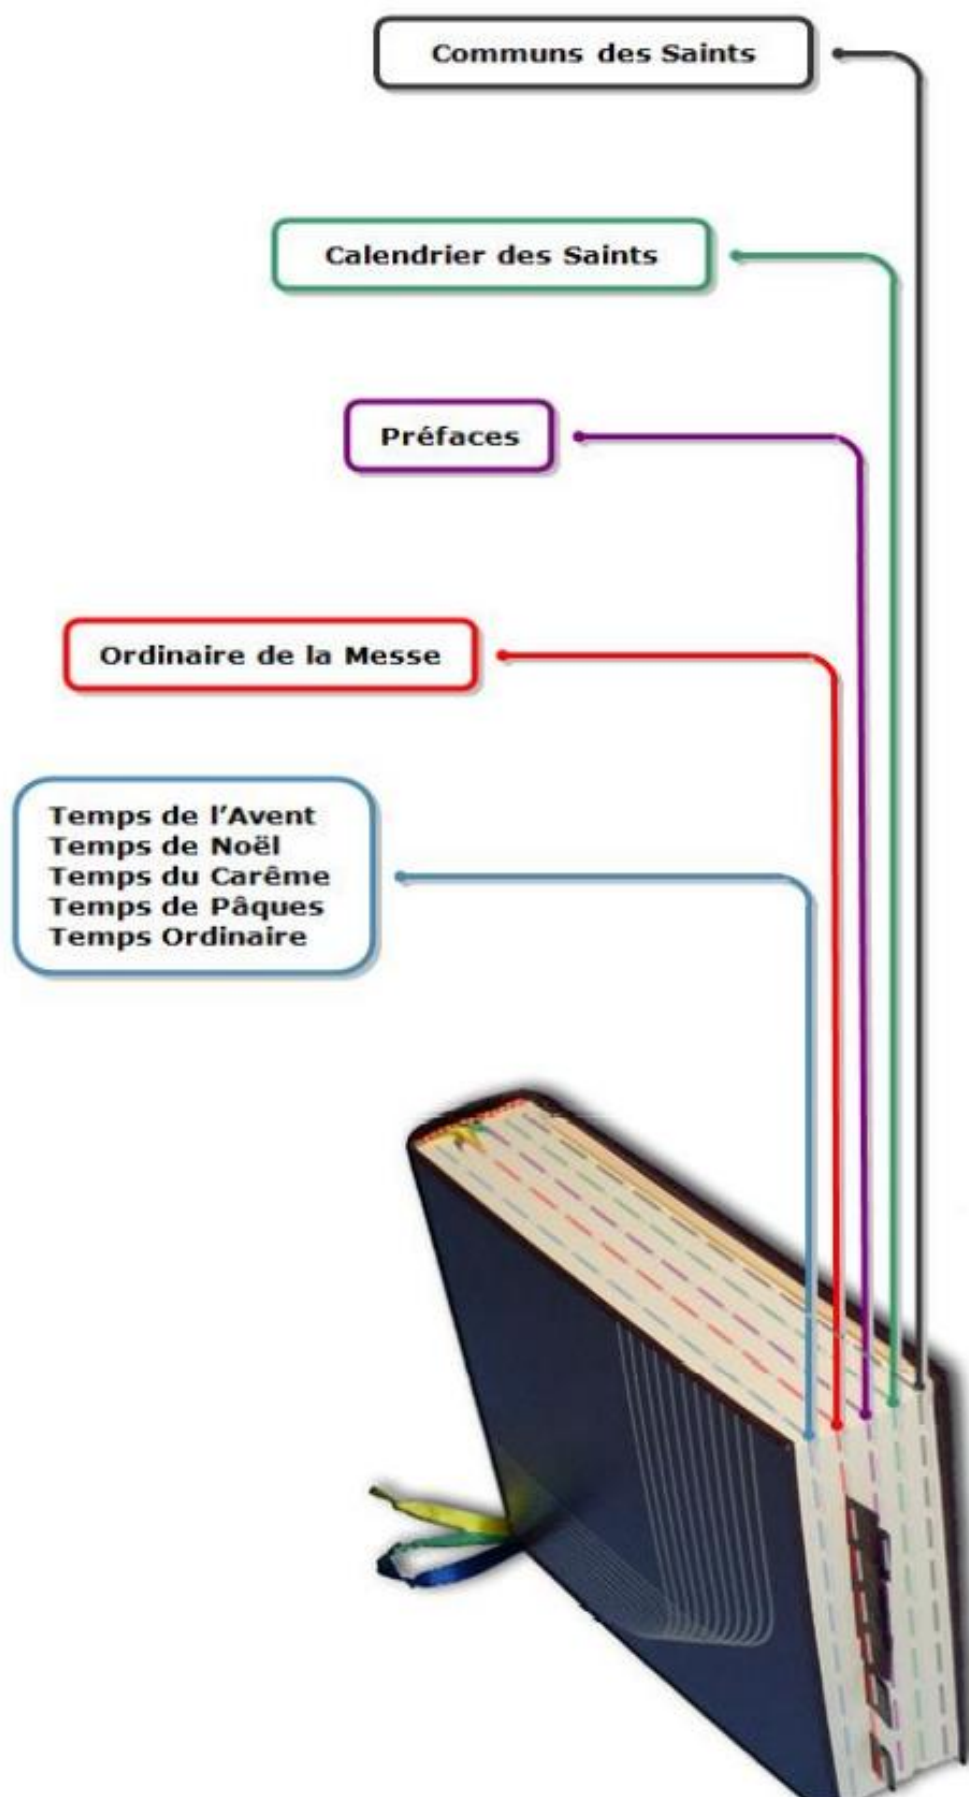 Communs des Saints
Calendrier des Saints
Préfaces
Ordinaire de la Messe
Temps de l'Avent
Temps de Noël
Temps du Carême
Temps de Pâques
Temps Ordinaire